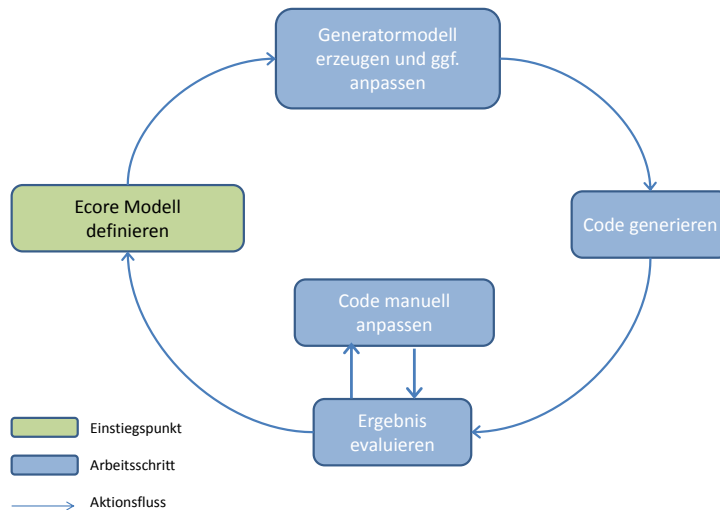 Generatormodell
erzeugen und ggf.
anpassen
Ecore Modell
definieren
Code generieren
Code manuell
anpassen
Ergebnis
evaluieren
Einstiegspunkt
Arbeitsschritt
Aktionsfluss